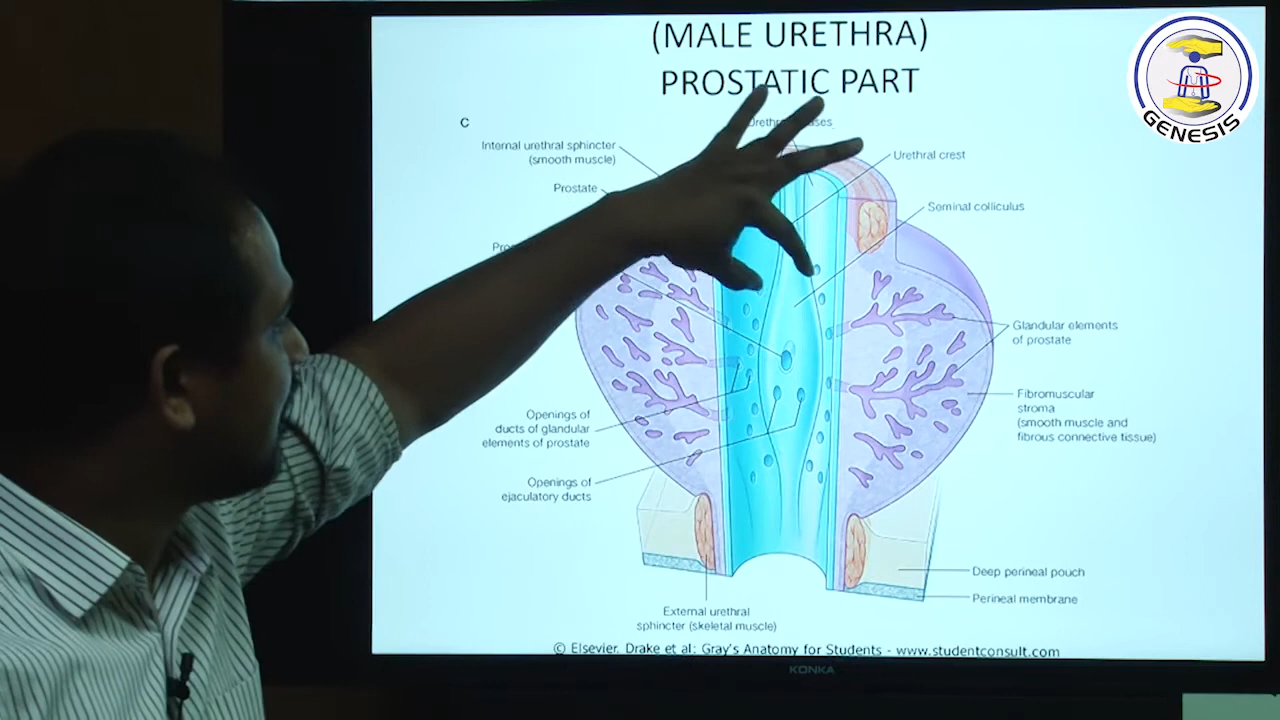 (MALE URETHRA)
PROSTATIC PART
C
Internal urethral sphincter
(smooth muscle)
Prostate
Urethral crest
Seminal colliculus
Glandular elements
of prostate
Fibromuscular
stroma
(smooth muscle and
fibrous connective tissue)
Openings of
ducts of glandular
elements of prostate
Openings of
ejaculatory ducts
Deep perineal pouch
Perineal membrane
External urethral
sphincter (skeletal muscle)
© Elsevier. Drake et al: Gray's Anatomy for Students - www.studentconsult.com
KONKA
GENESIS